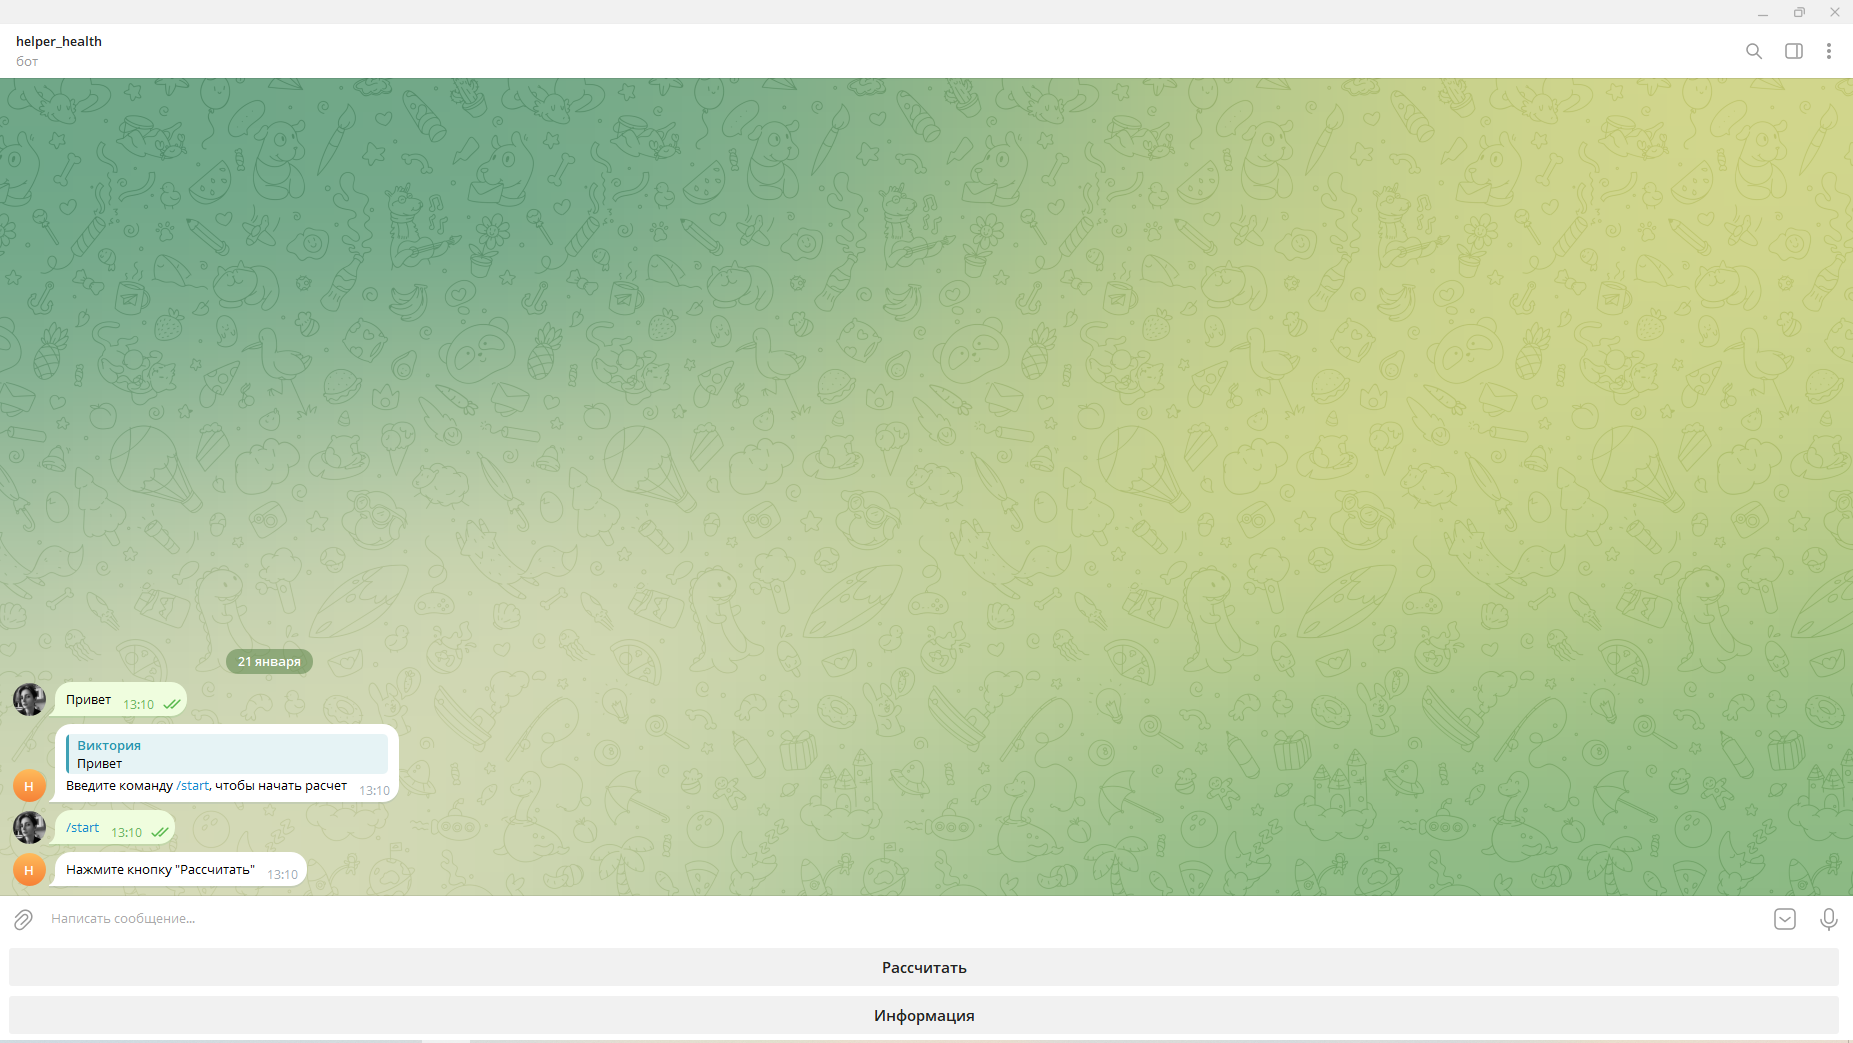 helper_health
бот
21 января
Привет 13:10
Виктория
Привет
Введите команду /start, чтобы начать расчет 13:10
Н
/start 13:10
Н
Нажмите кнопку "Рассчитать" 13:10
Написать сообщение...
Рассчитать
Информация